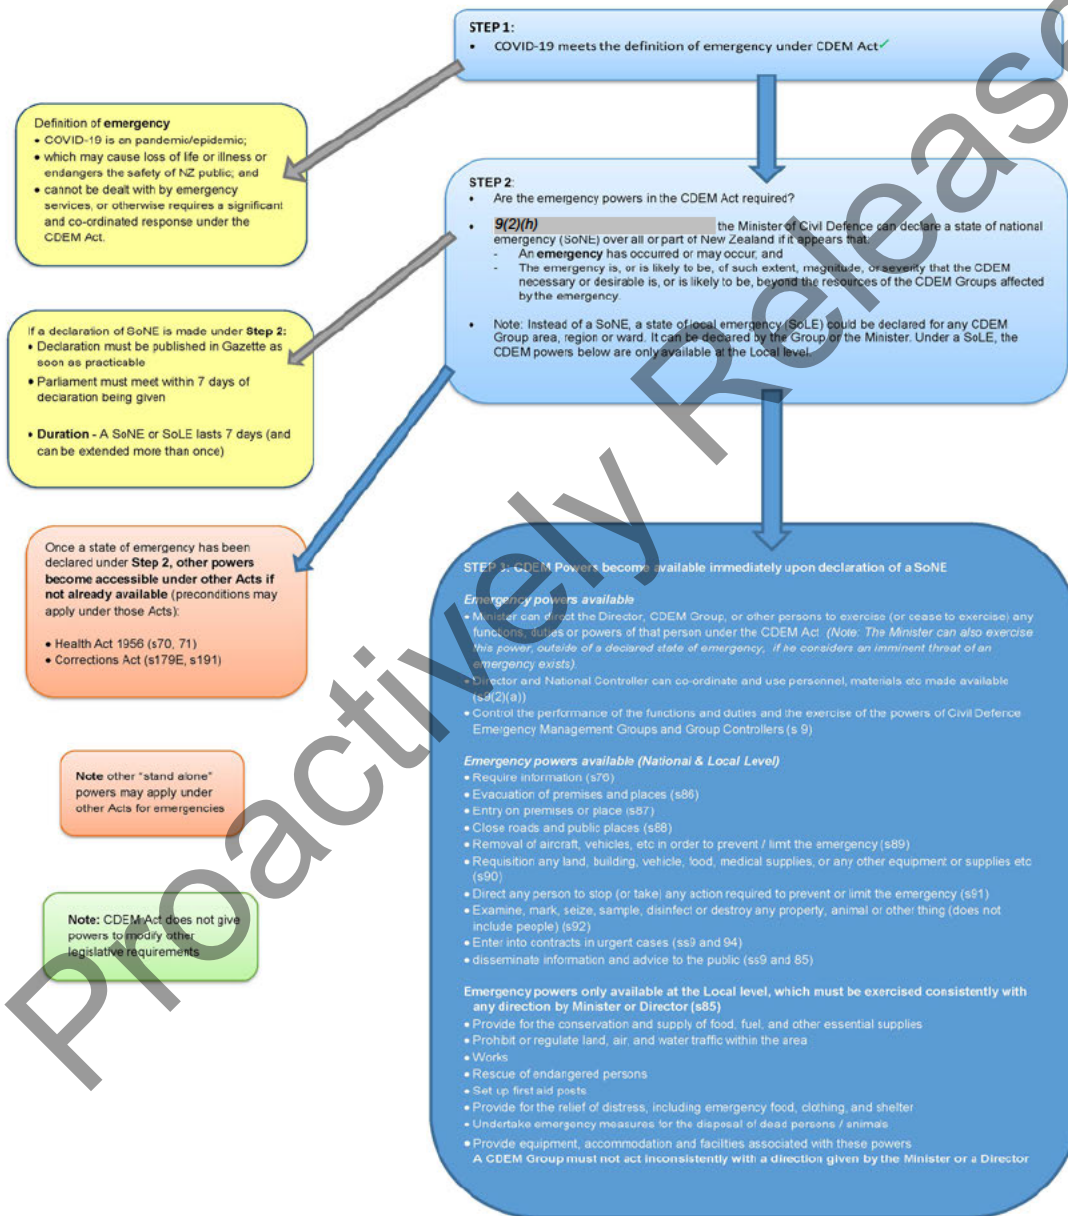 STEP 1:
• COVID-19 meets the definition of emergency under CDEM Act✓
Definition of emergency
• COVID-19 is an pandemic/epidemic;
• which may cause loss of life or illness or
endangers the safety of NZ public; and
• cannot be dealt with by emergency
services, or otherwise requires a significant
and co-ordinated response under the
CDEM Act.
STEP 2:
• Are the emergency powers in the CDEM Act required?
• 9(2)(h) the Minister of Civil Defence can declare a state of national
emergency (SoNE) over all or part of New Zealand if it appears that:
- An emergency has occurred or may occur, and
- The emergency is, or is likely to be, of such extent, magnitude, or severity that the CDEM
necessary or desirable is, or is likely to be, beyond the resources of the CDEM Groups affected
by the emergency.
• Note: Instead of a SoNE, a state of local emergency (SoLE) could be declared for any CDEM
Group area, region or ward. It can be declared by the Group or the Minister. Under a SoLE, the
CDEM powers below are only available at the Local level.
If a declaration of SoNE is made under Step 2:
• Declaration must be published in Gazette as
soon as practicable
• Parliament must meet within 7 days of
declaration being given
• Duration - A SoNE or SoLE lasts 7 days (and
can be extended more than once)
Once a state of emergency has been
declared under Step 2, other powers
become accessible under other Acts if
not already available (preconditions may
apply under those Acts):
• Health Act 1956 (s70, 71)
• Corrections Act (s179E, s191)
Note other "stand alone"
powers may apply under
other Acts for emergencies
Note: CDEM Act does not give
powers to modify other
legislative requirements
STEP 3: CDEM Powers become available immediately upon declaration of a SoNE
Emergency powers available
• Minister can direct the Director, CDEM Group, or other persons to exercise (or cease to exercise) any
functions, duties or powers of that person under the CDEM Act (Note: The Minister can also exercise
this power, outside of a declared state of emergency, if he considers an imminent threat of an
emergency exists).
• Director and National Controller can co-ordinate and use personnel, materials etc made available
(s9(2)(a))
• Control the performance of the functions and duties and the exercise of the powers of Civil Defence
Emergency Management Groups and Group Controllers (s 9)
Emergency powers available (National & Local Level)
• Require information (s76)
• Evacuation of premises and places (s86)
• Entry on premises or place (s87)
• Close roads and public places (s88)
• Removal of aircraft, vehicles, etc in order to prevent / limit the emergency (s89)
• Requisition any land, building, vehicle, food, medical supplies, or any other equipment or supplies etc
(s90)
• Direct any person to stop (or take) any action required to prevent or limit the emergency (s91)
• Examine, mark, seize, sample, disinfect or destroy any property, animal or other thing (does not
include people) (s92)
• Enter into contracts in urgent cases (ss9 and 94)
• disseminate information and advice to the public (ss9 and 85)
Emergency powers only available at the Local level, which must be exercised consistently with
any direction by Minister or Director (s85)
• Provide for the conservation and supply of food, fuel, and other essential supplies
• Prohibit or regulate land, air, and water traffic within the area
• Works
• Rescue of endangered persons
• Set up first aid posts
• Provide for the relief of distress, including emergency food, clothing, and shelter
• Undertake emergency measures for the disposal of dead persons / animals
• Provide equipment, accommodation and facilities associated with these powers
A CDEM Group must not act inconsistently with a direction given by the Minister or a Director
Proactively Release